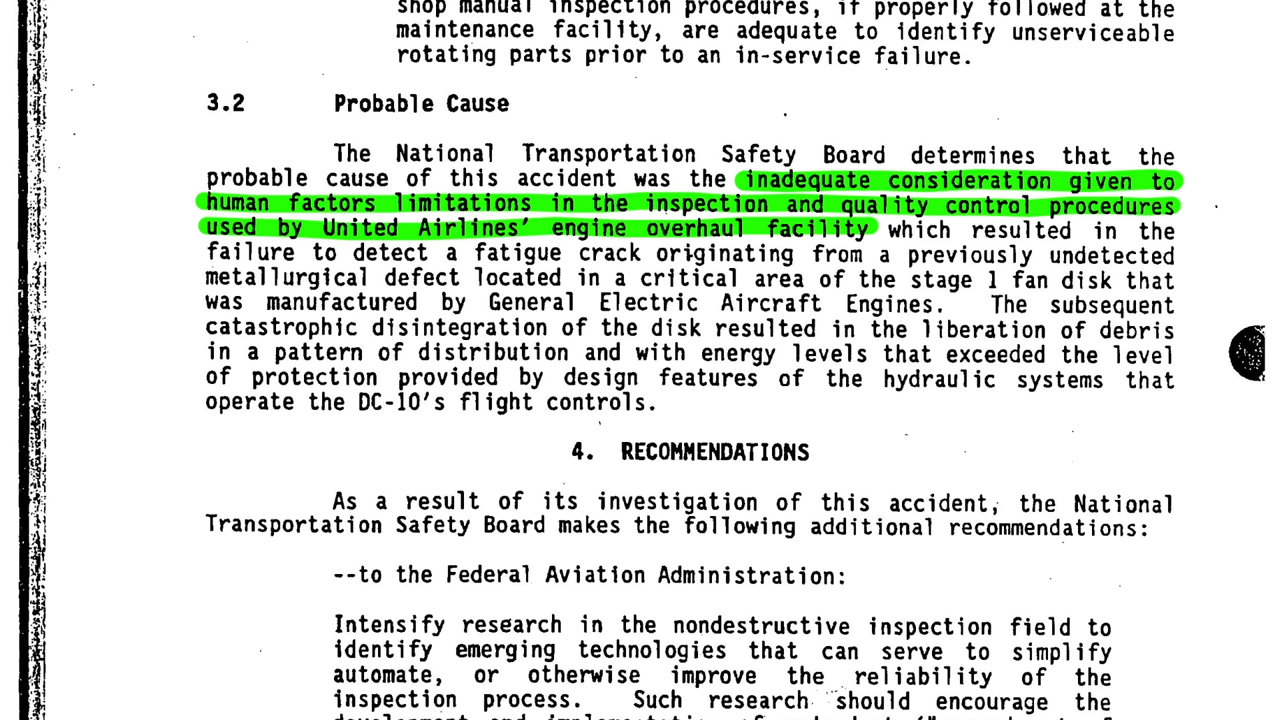 shop manual inspection procedures, if properly followed at the
maintenance facility, are adequate to identify unserviceable
rotating parts prior to an in-service failure.
3.2 Probable Cause
The National Transportation Safety Board determines that the
probable cause of this accident was the inadequate consideration given to
human factors limitations in the inspection and quality control procedures
used by United Airlines' engine overhaul facility which resulted in the
failure to detect a fatigue crack originating from a previously undetected
metallurgical defect located in a critical area of the stage 1 fan disk that
was manufactured by General Electric Aircraft Engines. The subsequent
catastrophic disintegration of the disk resulted in the liberation of debris
in a pattern of distribution and with energy levels that exceeded the level
of protection provided by design features of the hydraulic systems that
operate the DC-10's flight controls.
4. RECOMMENDATIONS
As a result of its investigation of this accident, the National
Transportation Safety Board makes the following additional recommendations:
--to the Federal Aviation Administration:
Intensify research in the nondestructive inspection field to
identify emerging technologies that can serve to simplify
automate, or otherwise improve the reliability of the
inspection process. Such research should encourage the